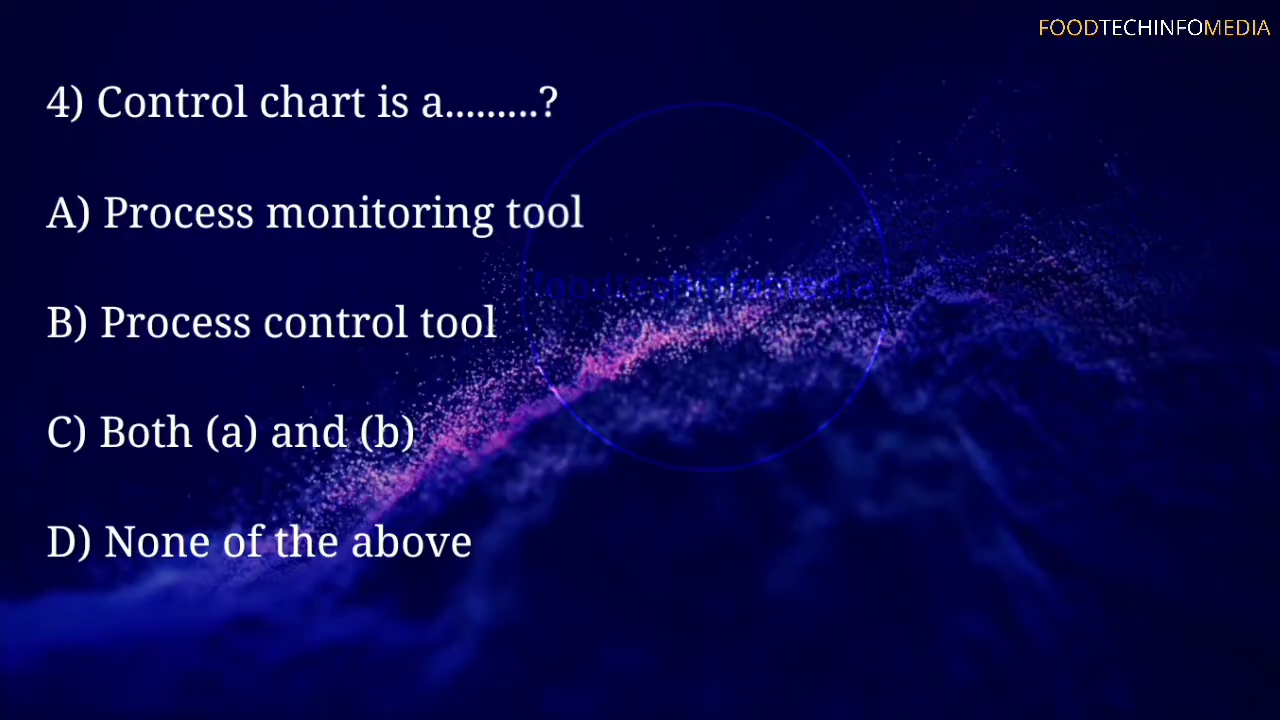 FOODTECHINFOMEDIA
4) Control chart is a.........?
A) Process monitoring tool
B) Process control tool
C) Both (a) and (b)
D) None of the above